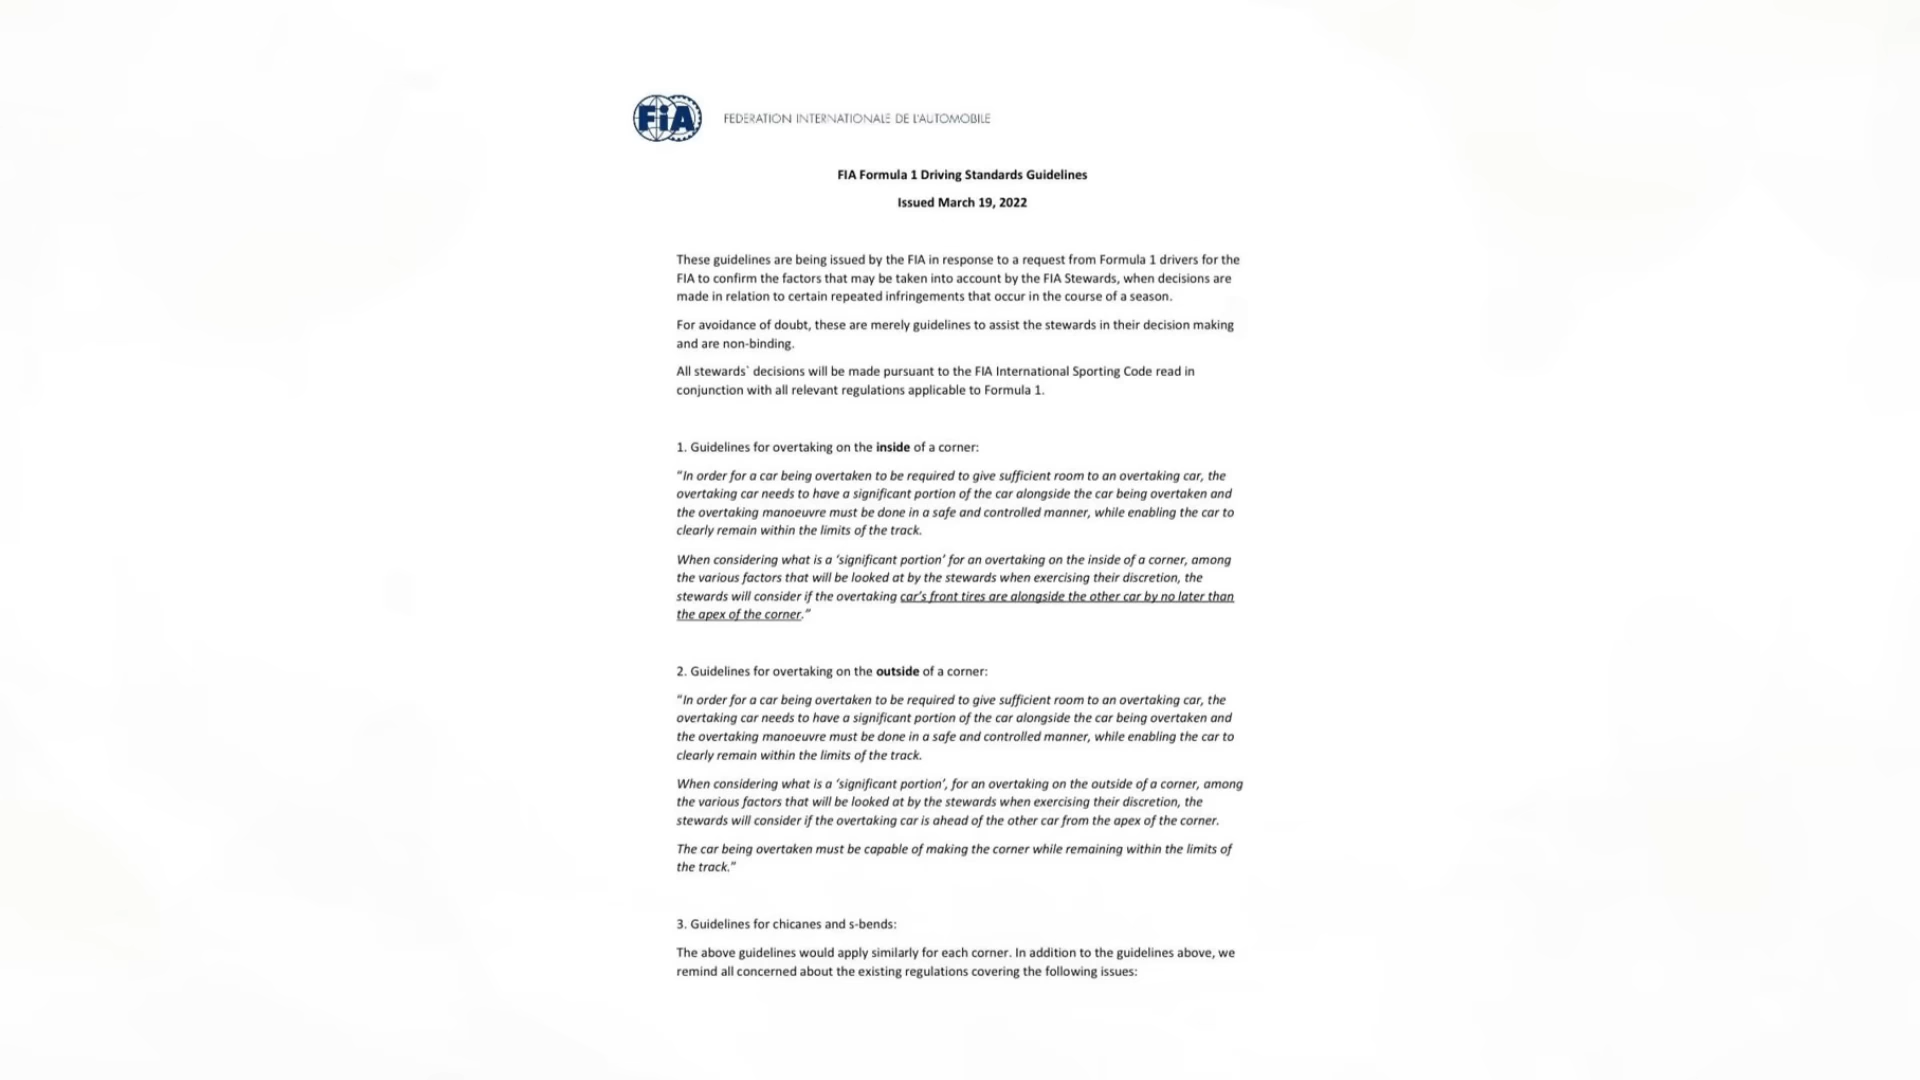 FIA FEDERATION INTERNATIONALE DE L'AUTOMOBILE
FIA Formula 1 Driving Standards Guidelines
Issued March 19, 2022
These guidelines are being issued by the FIA in response to a request from Formula 1 drivers for the
FIA to confirm the factors that may be taken into account by the FIA Stewards, when decisions are
made in relation to certain repeated infringements that occur in the course of a season.
For avoidance of doubt, these are merely guidelines to assist the stewards in their decision making
and are non-binding.
All stewards` decisions will be made pursuant to the FIA International Sporting Code read in
conjunction with all relevant regulations applicable to Formula 1.
1. Guidelines for overtaking on the inside of a corner:
“In order for a car being overtaken to be required to give sufficient room to an overtaking car, the
overtaking car needs to have a significant portion of the car alongside the car being overtaken and
the overtaking manoeuvre must be done in a safe and controlled manner, while enabling the car to
clearly remain within the limits of the track.
When considering what is a ‘significant portion’ for an overtaking on the inside of a corner, among
the various factors that will be looked at by the stewards when exercising their discretion, the
stewards will consider if the overtaking car’s front tires are alongside the other car by no later than
the apex of the corner.”
2. Guidelines for overtaking on the outside of a corner:
“In order for a car being overtaken to be required to give sufficient room to an overtaking car, the
overtaking car needs to have a significant portion of the car alongside the car being overtaken and
the overtaking manoeuvre must be done in a safe and controlled manner, while enabling the car to
clearly remain within the limits of the track.
When considering what is a ‘significant portion’, for an overtaking on the outside of a corner, among
the various factors that will be looked at by the stewards when exercising their discretion, the
stewards will consider if the overtaking car is ahead of the other car from the apex of the corner.
The car being overtaken must be capable of making the corner while remaining within the limits of
the track.”
3. Guidelines for chicanes and s-bends:
The above guidelines would apply similarly for each corner. In addition to the guidelines above, we
remind all concerned about the existing regulations covering the following issues: